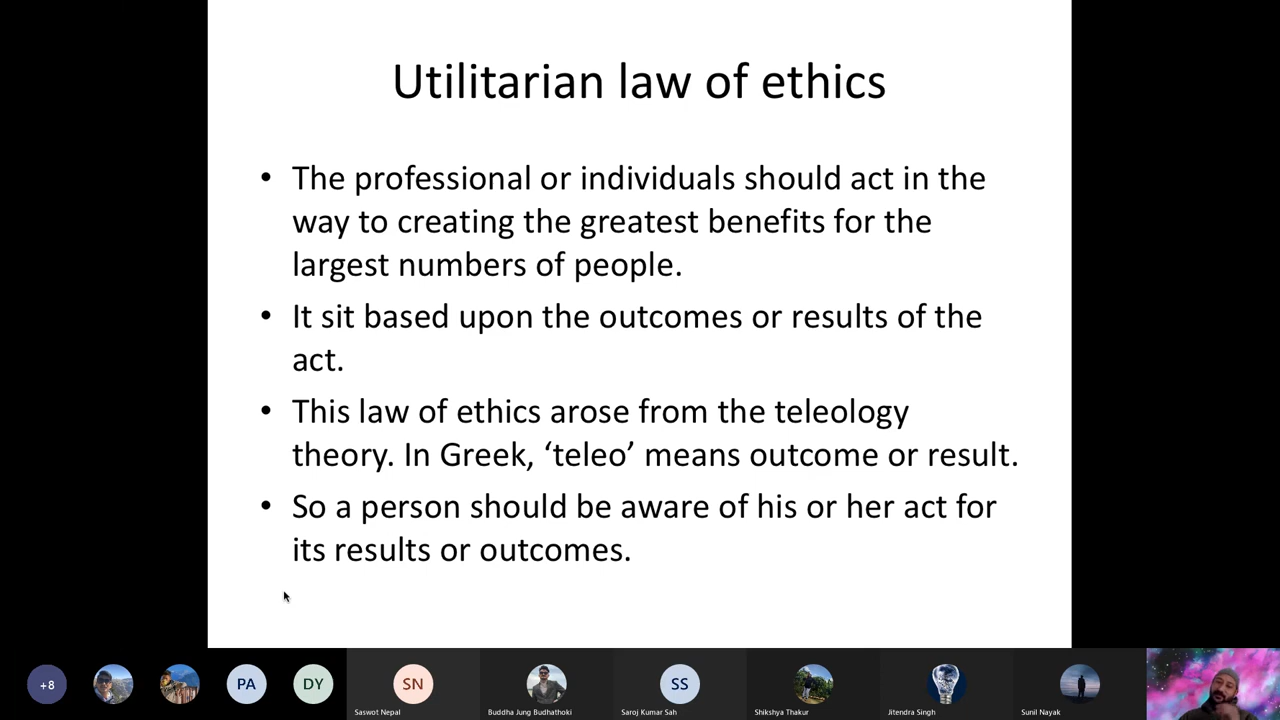 Utilitarian law of ethics
• The professional or individuals should act in the
way to creating the greatest benefits for the
largest numbers of people.
• It sit based upon the outcomes or results of the
act.
• This law of ethics arose from the teleology
theory. In Greek, ‘teleo’ means outcome or result.
• So a person should be aware of his or her act for
its results or outcomes.
+8 PA DY SN SS
Saswot Nepal Buddha Jung Budhathoki Saroj Kumar Sah Shikshya Thakur Jitendra Singh Sunil Nayak